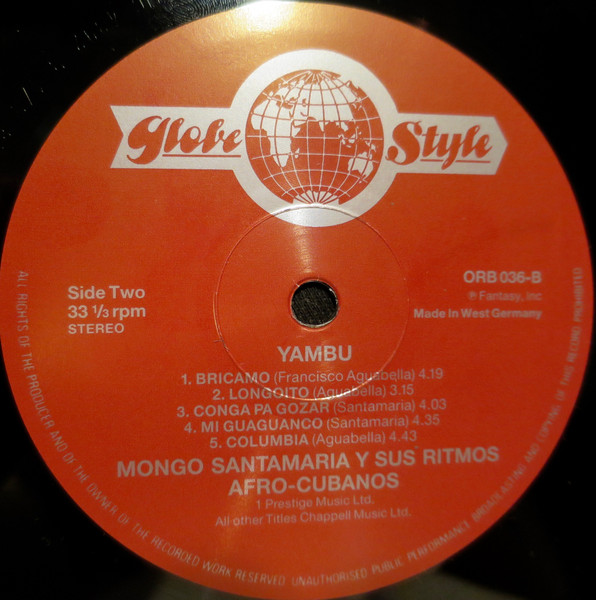 Globe Style
Side Two
33 ⅓ rpm
STEREO
ORB 036-B
℗ Fantasy, inc
Made In West Germany
YAMBU
1. BRICAMO (Francisco Aguabella) 4.19
2. LONGOITO (Aguabella) 3.15
3. CONGA PA GOZAR (Santamaria) 4.03
4. MI GUAGUANCO (Santamaria) 4.35
5. COLUMBIA (Aguabella) 4.43
MONGO SANTAMARIA Y SUS RITMOS
AFRO-CUBANOS
1 Prestige Music Ltd.
All other Titles Chappell Music Ltd.
ALL RIGHTS OF THE PRODUCER AND OF THE OWNER OF THE RECORDED WORK RESERVED UNAUTHORISED PUBLIC PERFORMANCE BROADCASTING AND COPYING OF THIS RECORD PROHIBITED